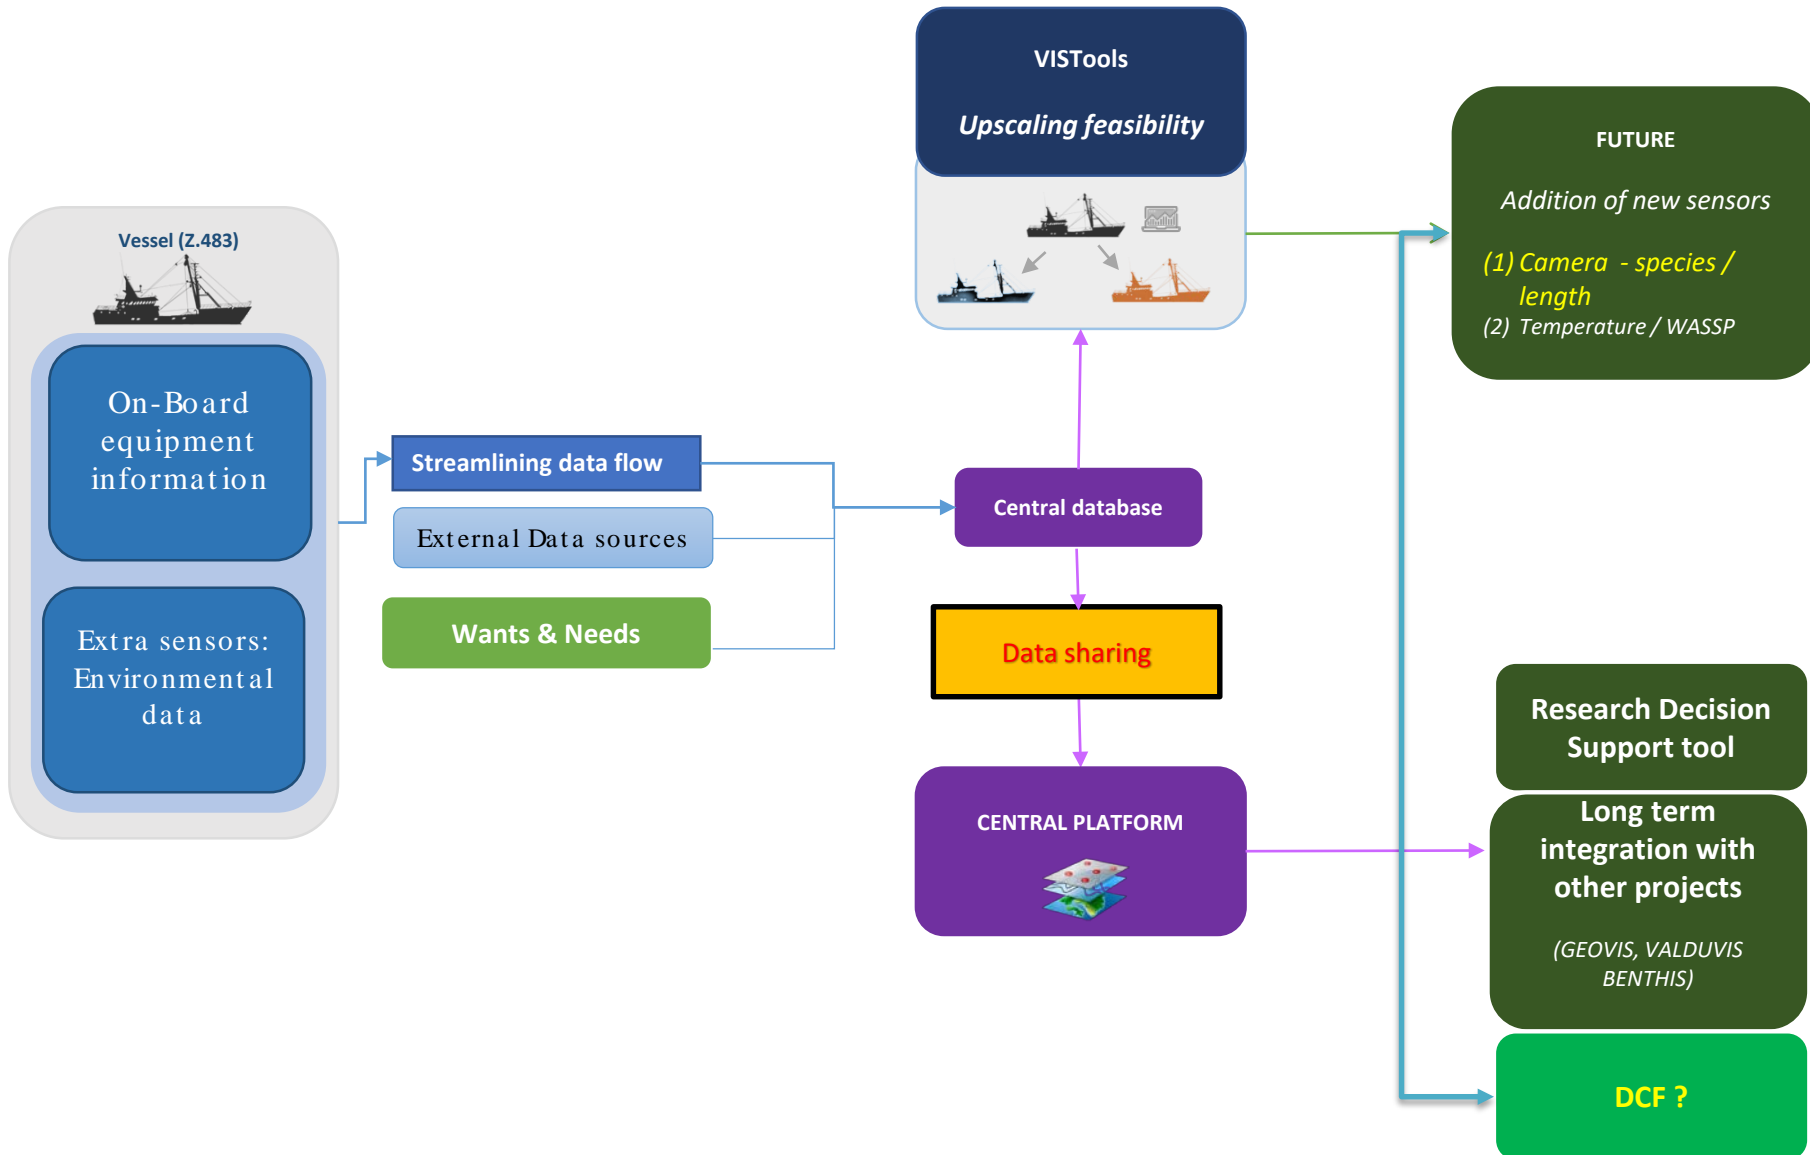 Vessel (Z.483)
On-Board
equipment
information
Extra sensors:
Environmental
data
Streamlining data flow
External Data sources
Wants & Needs
VISTools
Upscaling feasibility
Central database
Data sharing
CENTRAL PLATFORM
FUTURE
Addition of new sensors
(1) Camera - species /
length
(2) Temperature / WASSP
Research Decision
Support tool
Long term
integration with
other projects
(GEOVIS, VALDUVIS
BENTHIS)
DCF ?